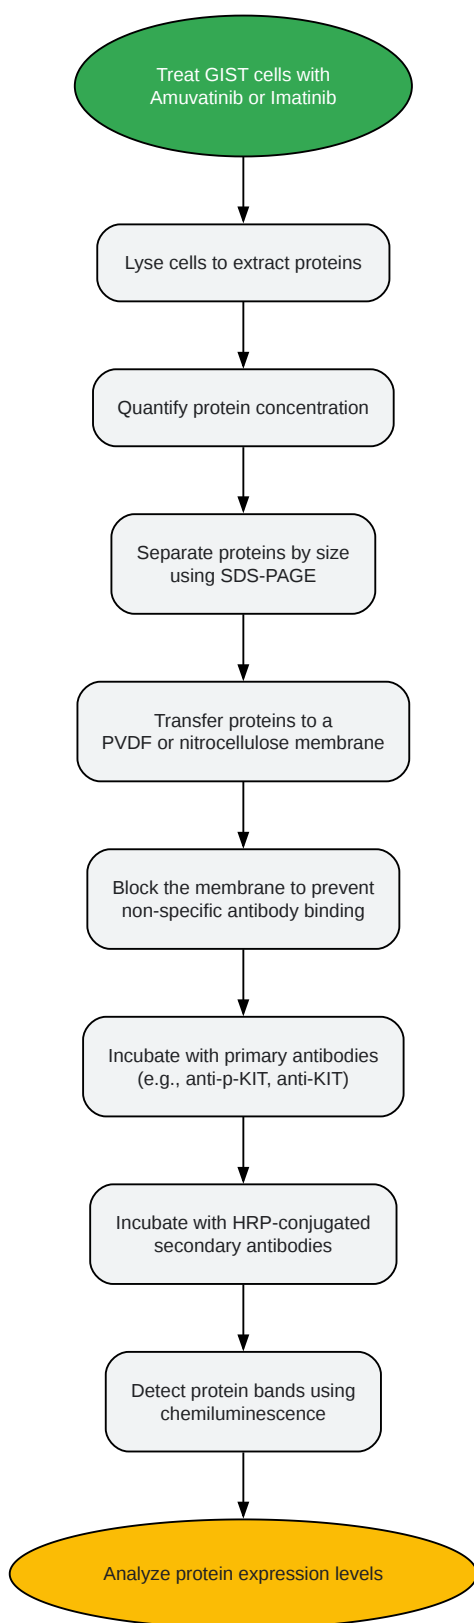 Treat GIST cells with
Amuvatinib or Imatinib
Lyse cells to extract proteins
Quantify protein concentration
Separate proteins by size
using SDS-PAGE
Transfer proteins to a
PVDF or nitrocellulose membrane
Block the membrane to prevent
non-specific antibody binding
Incubate with primary antibodies
(e.g., anti-p-KIT, anti-KIT)
Incubate with HRP-conjugated
secondary antibodies
Detect protein bands using
chemiluminescence
Analyze protein expression levels